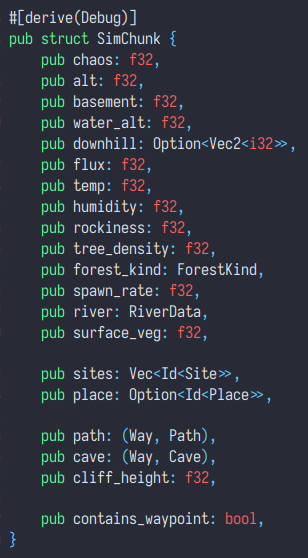 #[derive(Debug)]
pub struct SimChunk {
    pub chaos: f32,
    pub alt: f32,
    pub basement: f32,
    pub water_alt: f32,
    pub downhill: Option<Vec2<i32>>,
    pub flux: f32,
    pub temp: f32,
    pub humidity: f32,
    pub rockiness: f32,
    pub tree_density: f32,
    pub forest_kind: ForestKind,
    pub spawn_rate: f32,
    pub river: RiverData,
    pub surface_veg: f32,

    pub sites: Vec<Id<Site>>,
    pub place: Option<Id<Place>>,

    pub path: (Way, Path),
    pub cave: (Way, Cave),
    pub cliff_height: f32,

    pub contains_waypoint: bool,
}